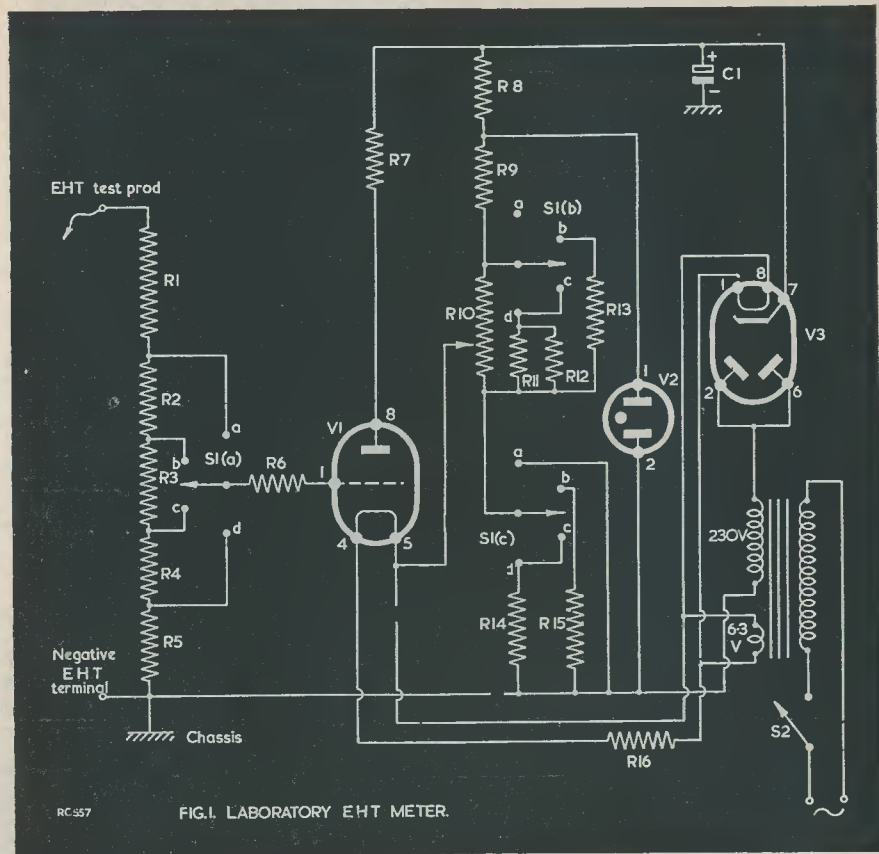 R8
+
C1
-
R7
R9
EHT test prod
a
S1(b)
b
R1
1
8
7
c
R10
R13
d
V3
R11
R12
R2
8
V2
1
2
6
a
V1
b
S1(a)
R6
a
R3
1
b
2
c
d
S1(c)
c
230V
R4
4
5
d
R14
R15
R5
6·3
V
Negative
EHT
terminal
S2
Chassis
R16
RC557
FIG.1. LABORATORY EHT METER.